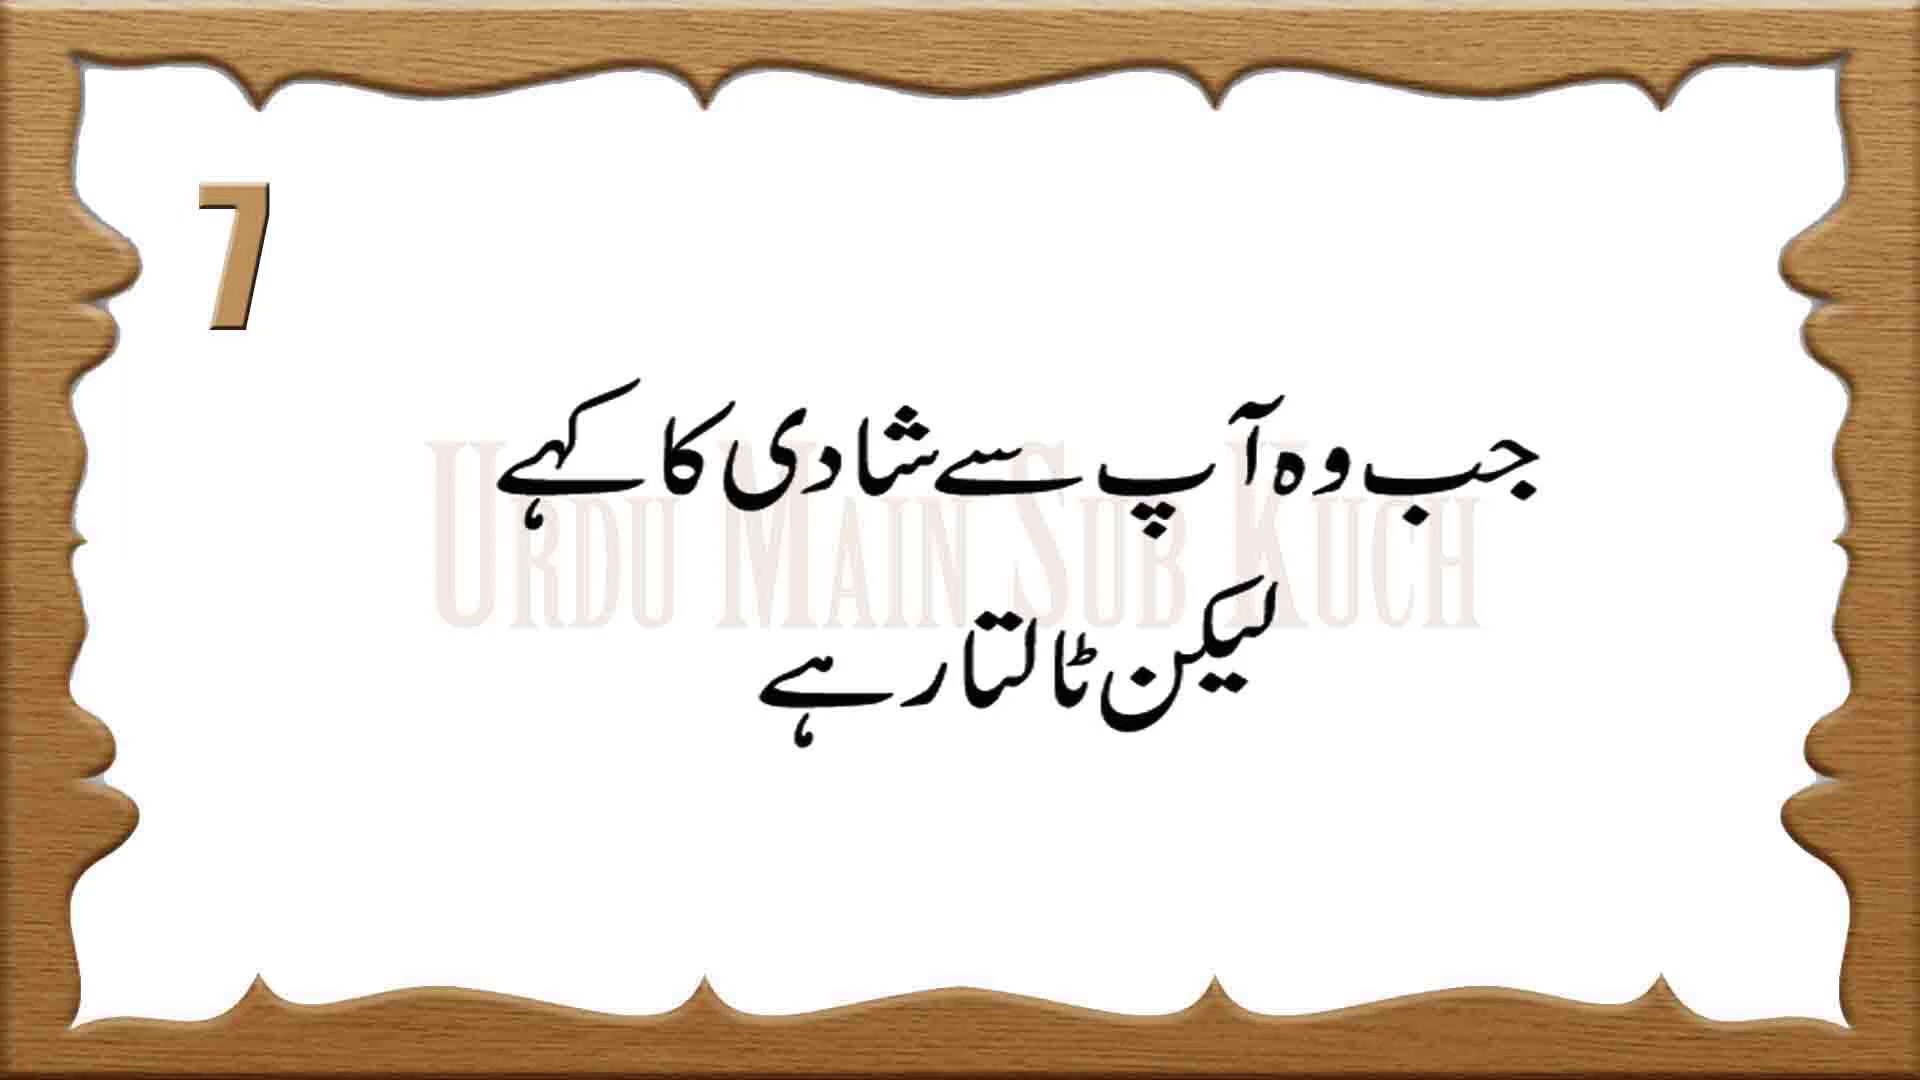 7
جب وہ آپ سے شادی کا کہے
لیکن ٹالتا رہے
URDU MAIN SUB KUCH